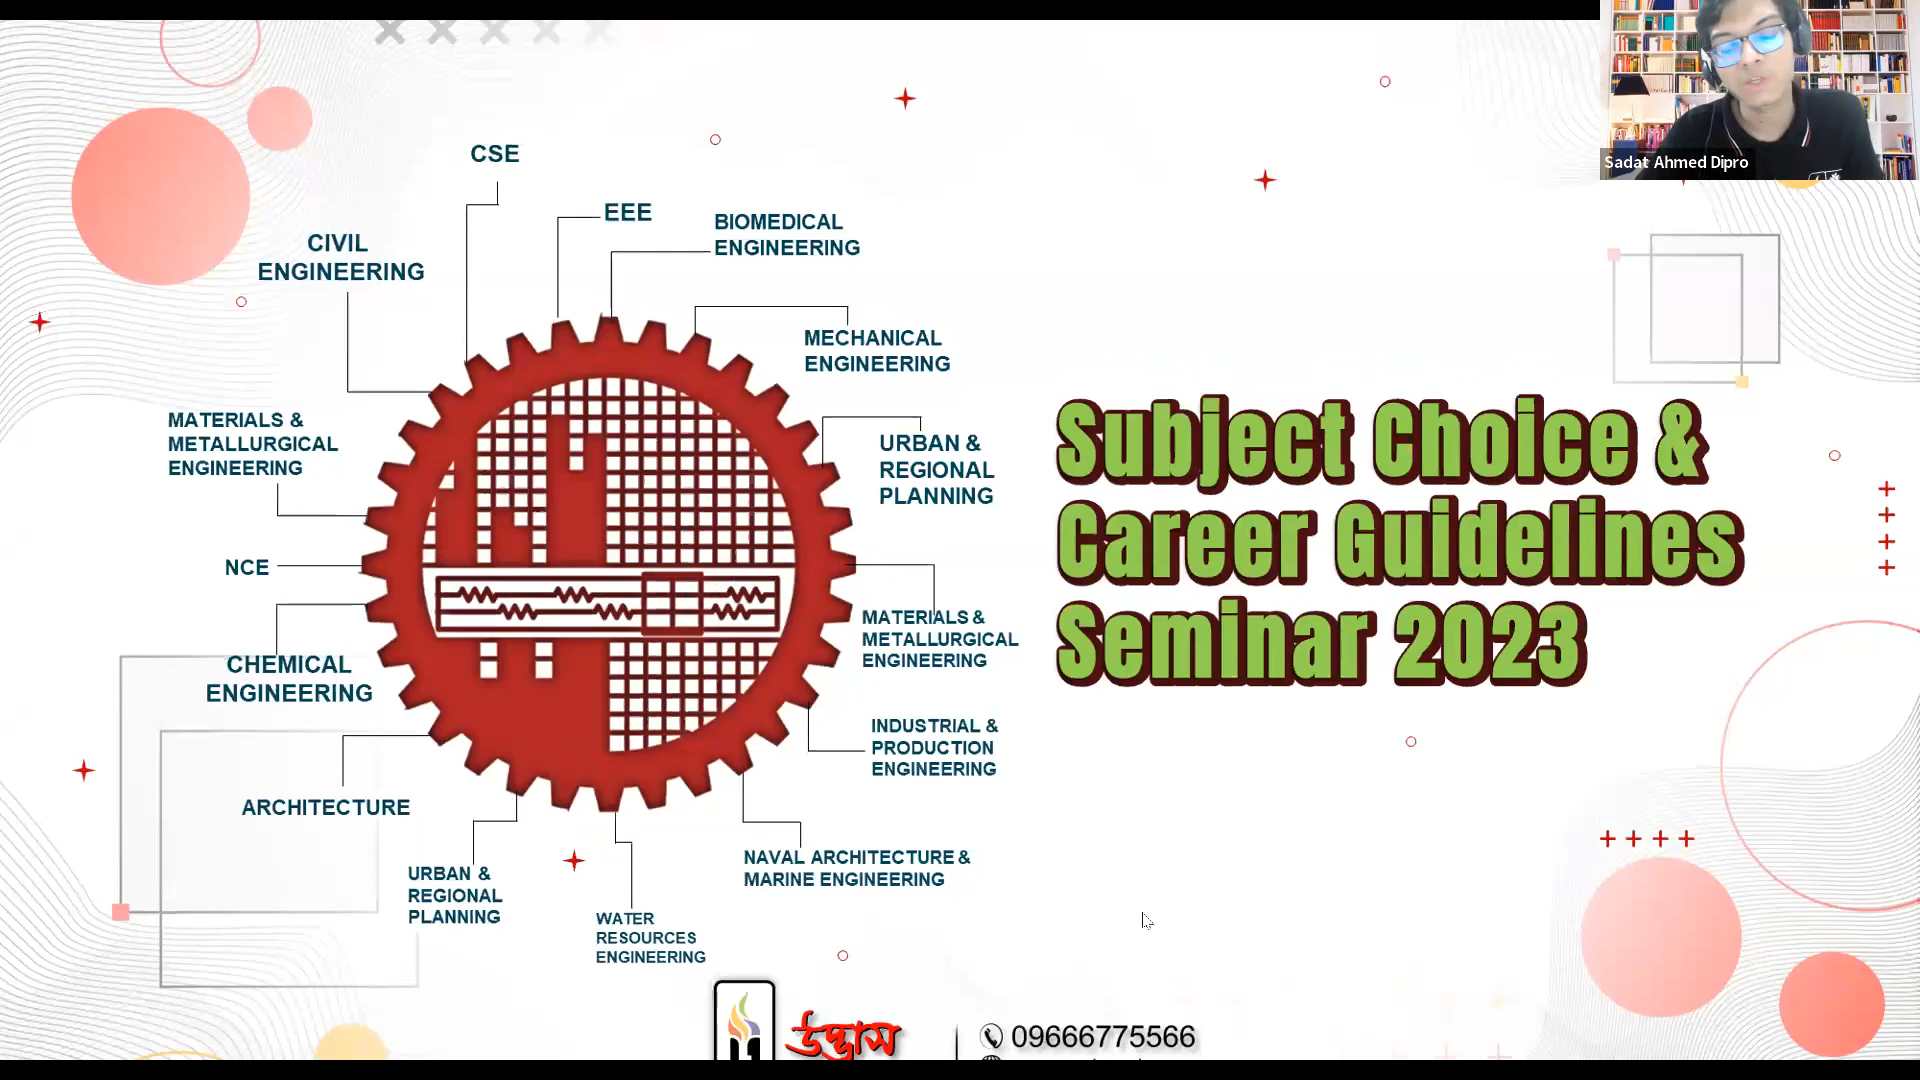 Sadat Ahmed Dipro
CSE
EEE
BIOMEDICAL
ENGINEERING
CIVIL
ENGINEERING
MECHANICAL
ENGINEERING
MATERIALS &
METALLURGICAL
ENGINEERING
URBAN &
REGIONAL
PLANNING
Subject Choice &
Career Guidelines
Seminar 2023
NCE
MATERIALS &
METALLURGICAL
ENGINEERING
CHEMICAL
ENGINEERING
INDUSTRIAL &
PRODUCTION
ENGINEERING
ARCHITECTURE
NAVAL ARCHITECTURE &
MARINE ENGINEERING
URBAN &
REGIONAL
PLANNING
WATER
RESOURCES
ENGINEERING
উদ্ভাস
09666775566